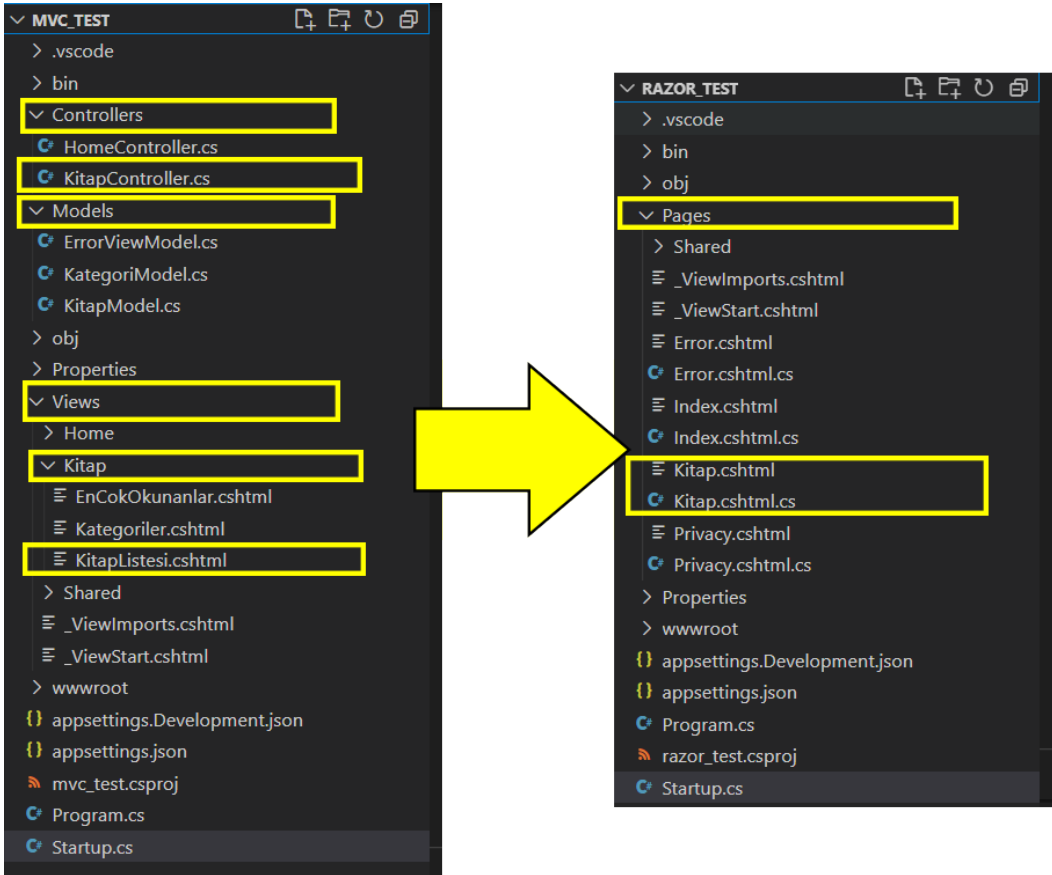 MVC_TEST
.vscode
bin
Controllers
C# HomeController.cs
C# KitapController.cs
Models
C# ErrorViewModel.cs
C# KategoriModel.cs
C# KitapModel.cs
obj
Properties
Views
Home
Kitap
EnCokOkunanlar.cshtml
Kategoriler.cshtml
KitapListesi.cshtml
Shared
_ViewImports.cshtml
_ViewStart.cshtml
wwwroot
{} appsettings.Development.json
{} appsettings.json
mvc_test.csproj
C# Program.cs
C# Startup.cs
RAZOR_TEST
.vscode
bin
obj
Pages
Shared
_ViewImports.cshtml
_ViewStart.cshtml
Error.cshtml
C# Error.cshtml.cs
Index.cshtml
C# Index.cshtml.cs
Kitap.cshtml
C# Kitap.cshtml.cs
Privacy.cshtml
C# Privacy.cshtml.cs
Properties
wwwroot
{} appsettings.Development.json
{} appsettings.json
C# Program.cs
razor_test.csproj
C# Startup.cs